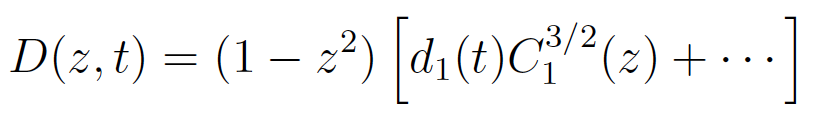 D(z, t) = (1 − z²) [d₁(t)C₁^{3/2}(z) + ⋯]